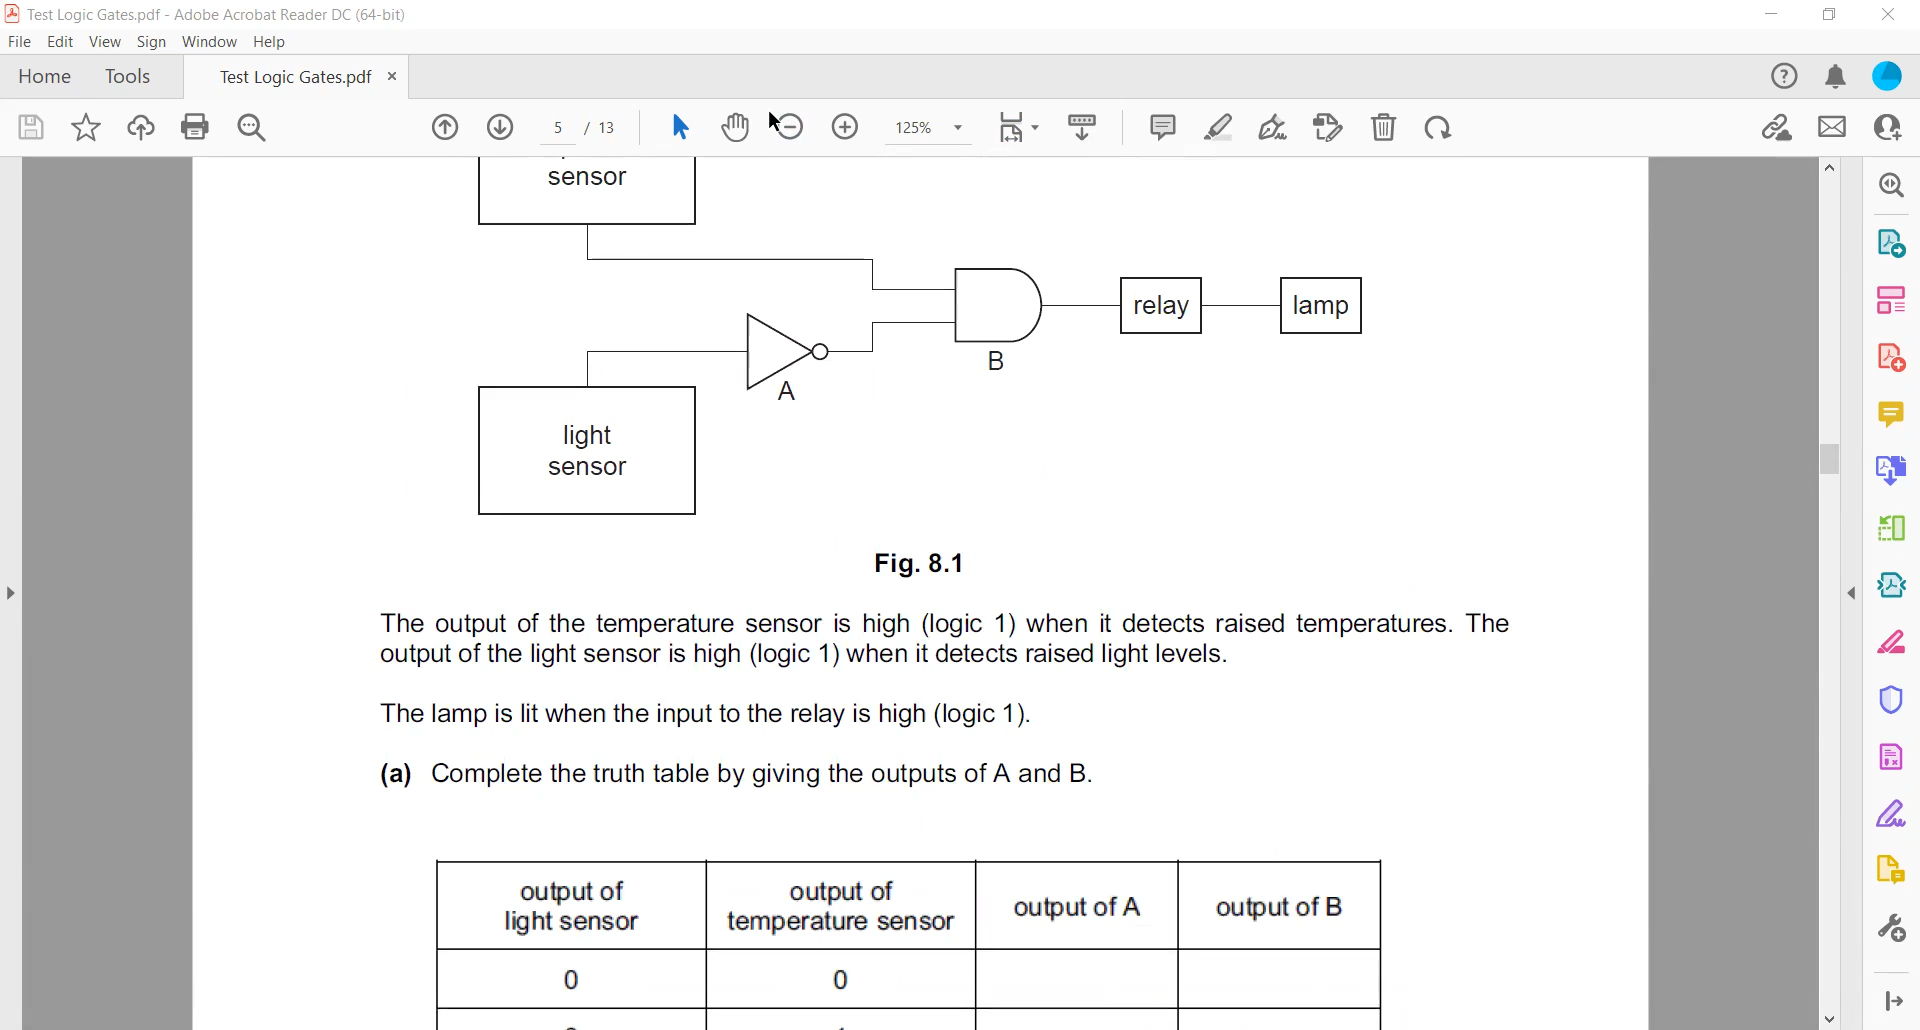 Test Logic Gates.pdf - Adobe Acrobat Reader DC (64-bit)
File Edit View Sign Window Help
Home Tools Test Logic Gates.pdf ×
5 / 13 125%
sensor
relay lamp
B
A
light
sensor
Fig. 8.1
The output of the temperature sensor is high (logic 1) when it detects raised temperatures. The
output of the light sensor is high (logic 1) when it detects raised light levels.
The lamp is lit when the input to the relay is high (logic 1).
(a) Complete the truth table by giving the outputs of A and B.
output of
light sensor
output of
temperature sensor
output of A
output of B
0 0